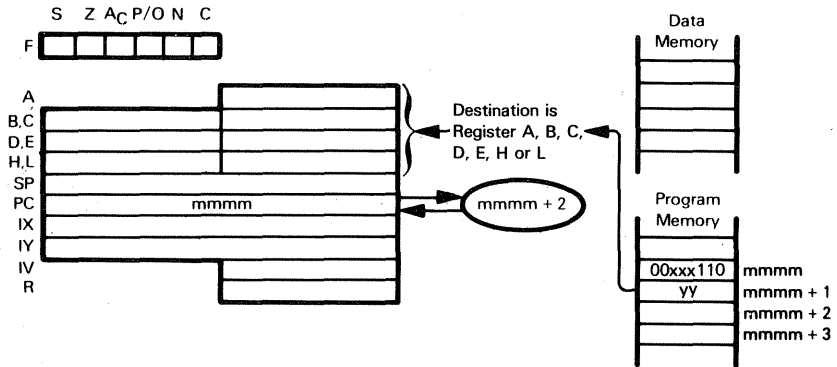 S Z AC P/O N C
F
A
B,C
D,E
H,L
SP
PC
IX
IY
IV
R
mmmm
Destination is
Register A, B, C,
D, E, H or L
mmmm + 2
Data
Memory
Program
Memory
00xxx110 mmmm
yy mmmm + 1
mmmm + 2
mmmm + 3